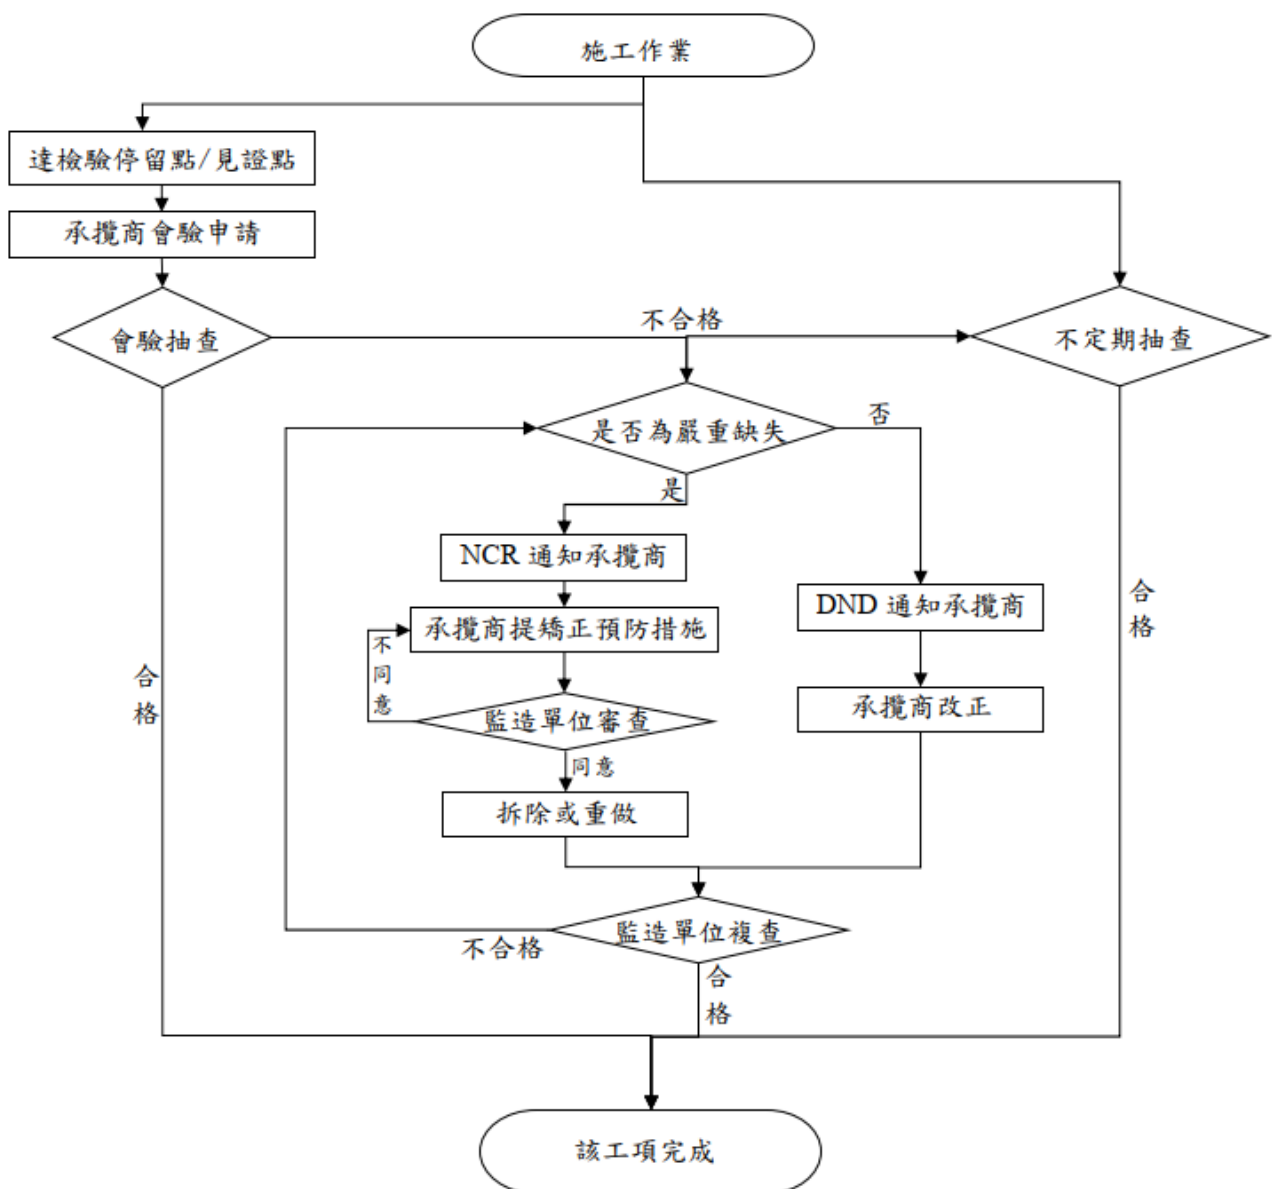 施工作業
達檢驗停留點/見證點
承攬商會驗申請
會驗抽查
不合格
不定期抽查
是否為嚴重缺失
否
是
NCR 通知承攬商
DND 通知承攬商
承攬商提矯正預防措施
不同意
合格
合格
承攬商改正
監造單位審查
同意
拆除或重做
監造單位複查
不合格
合格
該工項完成